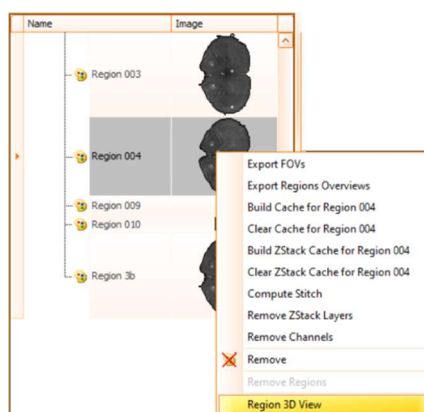 Name Image
Region 003
Region 004
Region 009
Region 010
Region 3b
Export FOVs
Export Regions Overviews
Build Cache for Region 004
Clear Cache for Region 004
Build ZStack Cache for Region 004
Clear ZStack Cache for Region 004
Compute Stitch
Remove ZStack Layers
Remove Channels
Remove
Remove Regions
Region 3D View